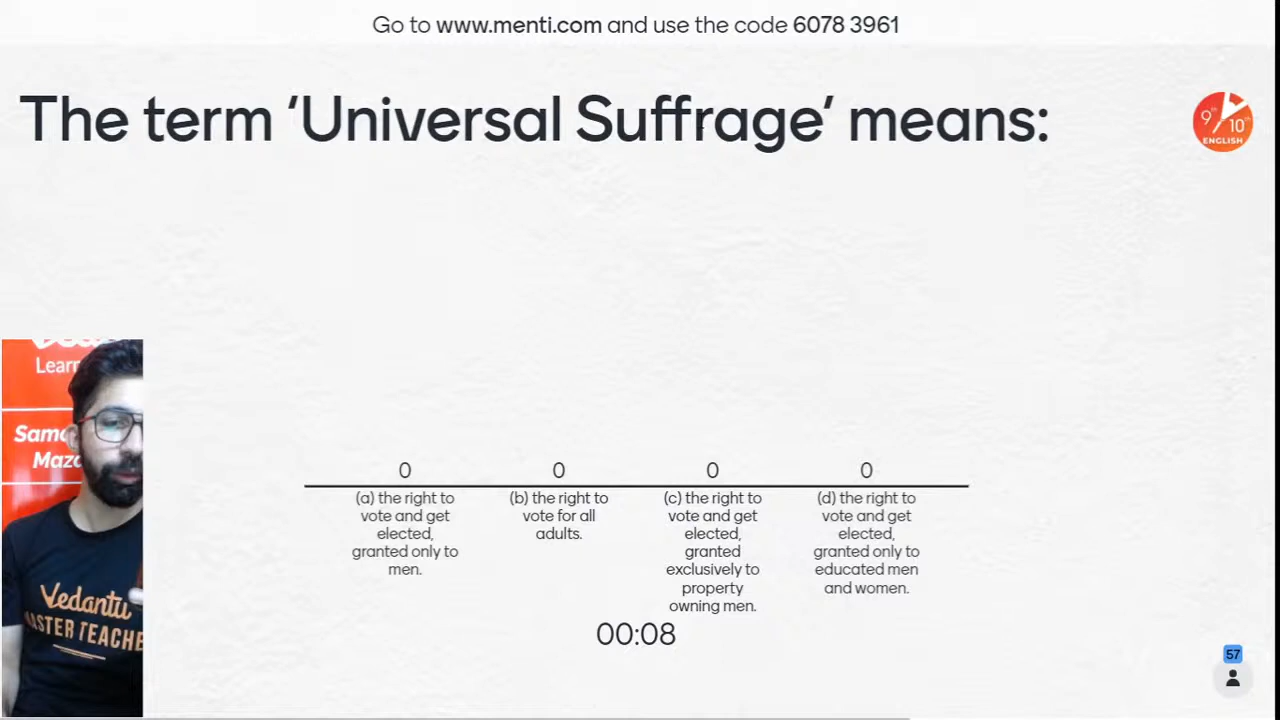 Go to www.menti.com and use the code 6078 3961
The term ‘Universal Suffrage’ means:
9th
10th
ENGLISH
Learn
Sam
Maz
Vedantu
MASTER TEACHE
0
0
0
0
(a) the right to
vote and get
elected,
granted only to
men.
(b) the right to
vote for all
adults.
(c) the right to
vote and get
elected,
granted
exclusively to
property
owning men.
(d) the right to
vote and get
elected,
granted only to
educated men
and women.
00:08
57